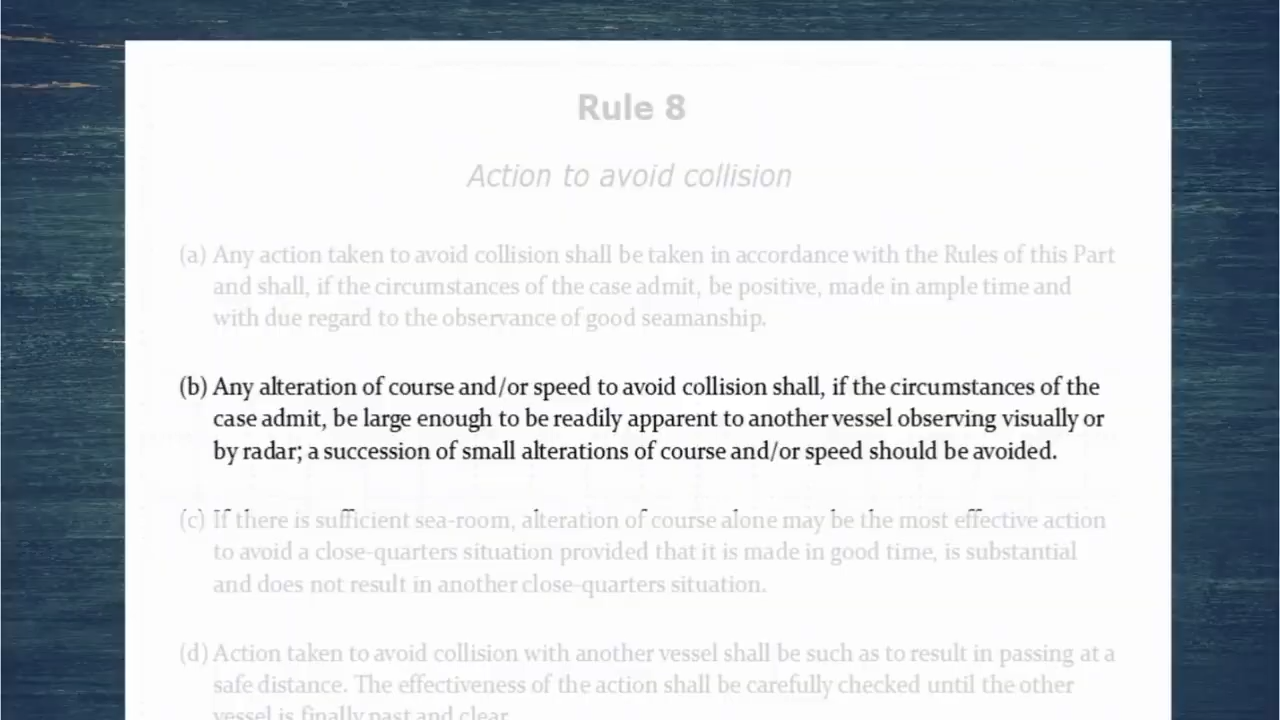 Rule 8
Action to avoid collision
(a) Any action taken to avoid collision shall be taken in accordance with the Rules of this Part
and shall, if the circumstances of the case admit, be positive, made in ample time and
with due regard to the observance of good seamanship.
(b) Any alteration of course and/or speed to avoid collision shall, if the circumstances of the
case admit, be large enough to be readily apparent to another vessel observing visually or
by radar; a succession of small alterations of course and/or speed should be avoided.
(c) If there is sufficient sea-room, alteration of course alone may be the most effective action
to avoid a close-quarters situation provided that it is made in good time, is substantial
and does not result in another close-quarters situation.
(d) Action taken to avoid collision with another vessel shall be such as to result in passing at a
safe distance. The effectiveness of the action shall be carefully checked until the other
vessel is finally past and clear.